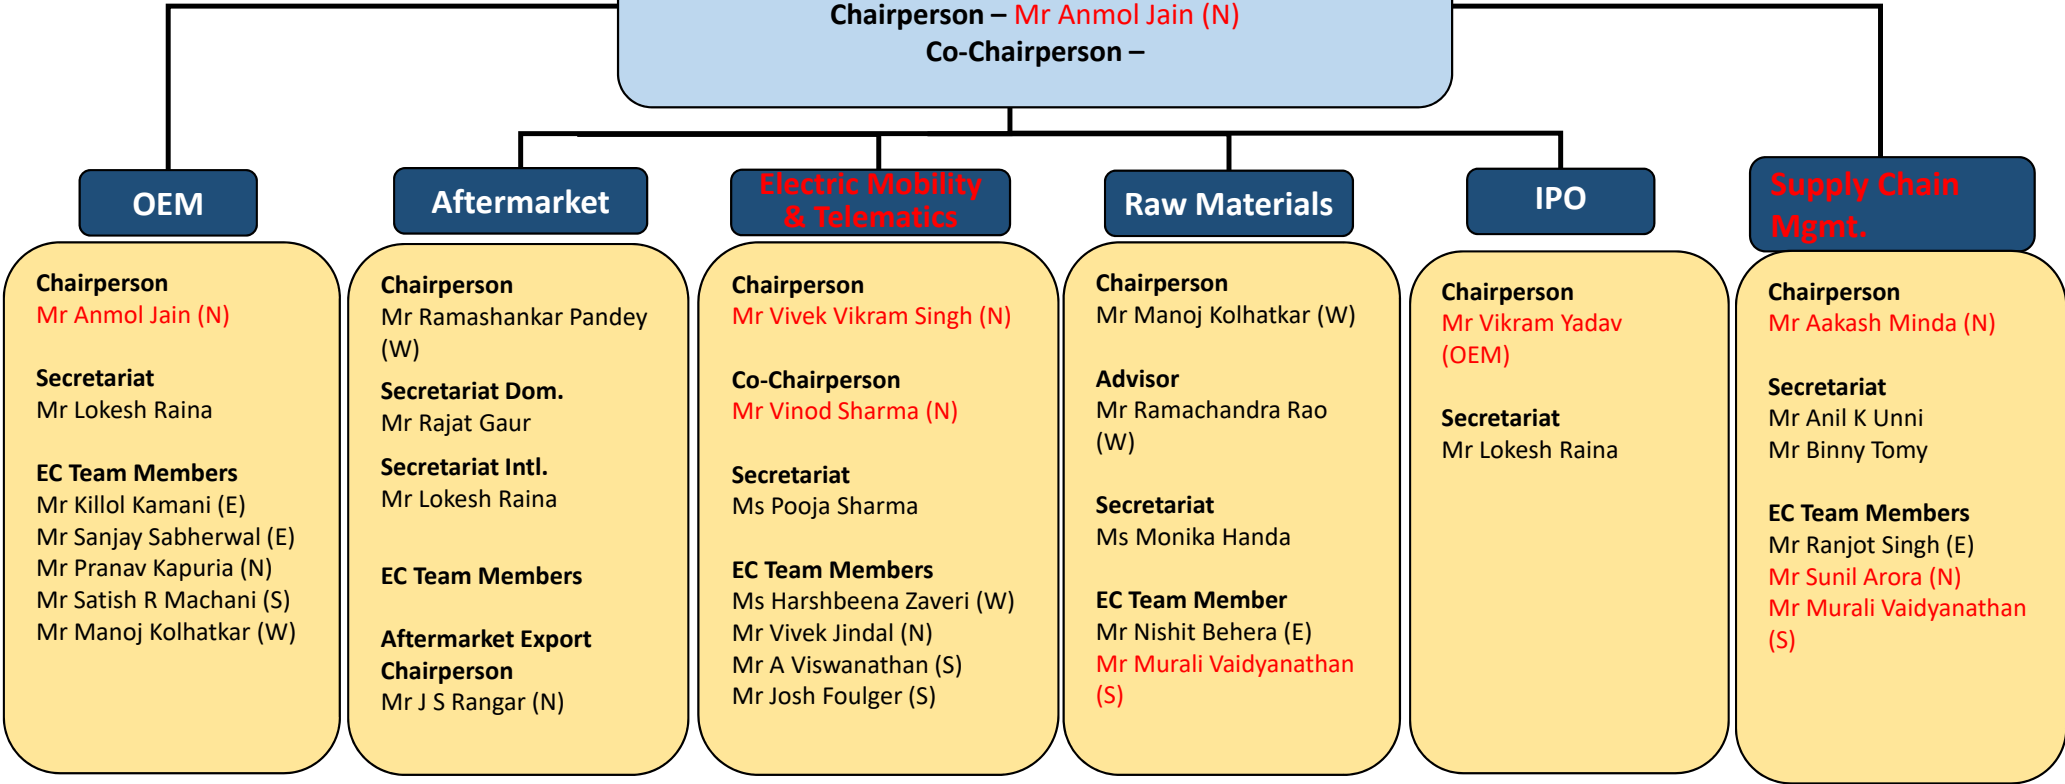 Chairperson – Mr Anmol Jain (N)
Co-Chairperson –
OEM
Chairperson
Mr Anmol Jain (N)
Secretariat
Mr Lokesh Raina
EC Team Members
Mr Killol Kamani (E)
Mr Sanjay Sabherwal (E)
Mr Pranav Kapuria (N)
Mr Satish R Machani (S)
Mr Manoj Kolhatkar (W)
Aftermarket
Chairperson
Mr Ramashankar Pandey
(W)
Secretariat Dom.
Mr Rajat Gaur
Secretariat Intl.
Mr Lokesh Raina
EC Team Members
Aftermarket Export
Chairperson
Mr J S Rangar (N)
Electric Mobility
& Telematics
Chairperson
Mr Vivek Vikram Singh (N)
Co-Chairperson
Mr Vinod Sharma (N)
Secretariat
Ms Pooja Sharma
EC Team Members
Ms Harshbeena Zaveri (W)
Mr Vivek Jindal (N)
Mr A Viswanathan (S)
Mr Josh Foulger (S)
Raw Materials
Chairperson
Mr Manoj Kolhatkar (W)
Advisor
Mr Ramachandra Rao
(W)
Secretariat
Ms Monika Handa
EC Team Member
Mr Nishit Behera (E)
Mr Murali Vaidyanathan
(S)
IPO
Chairperson
Mr Vikram Yadav
(OEM)
Secretariat
Mr Lokesh Raina
Supply Chain
Mgmt.
Chairperson
Mr Aakash Minda (N)
Secretariat
Mr Anil K Unni
Mr Binny Tomy
EC Team Members
Mr Ranjot Singh (E)
Mr Sunil Arora (N)
Mr Murali Vaidyanathan
(S)